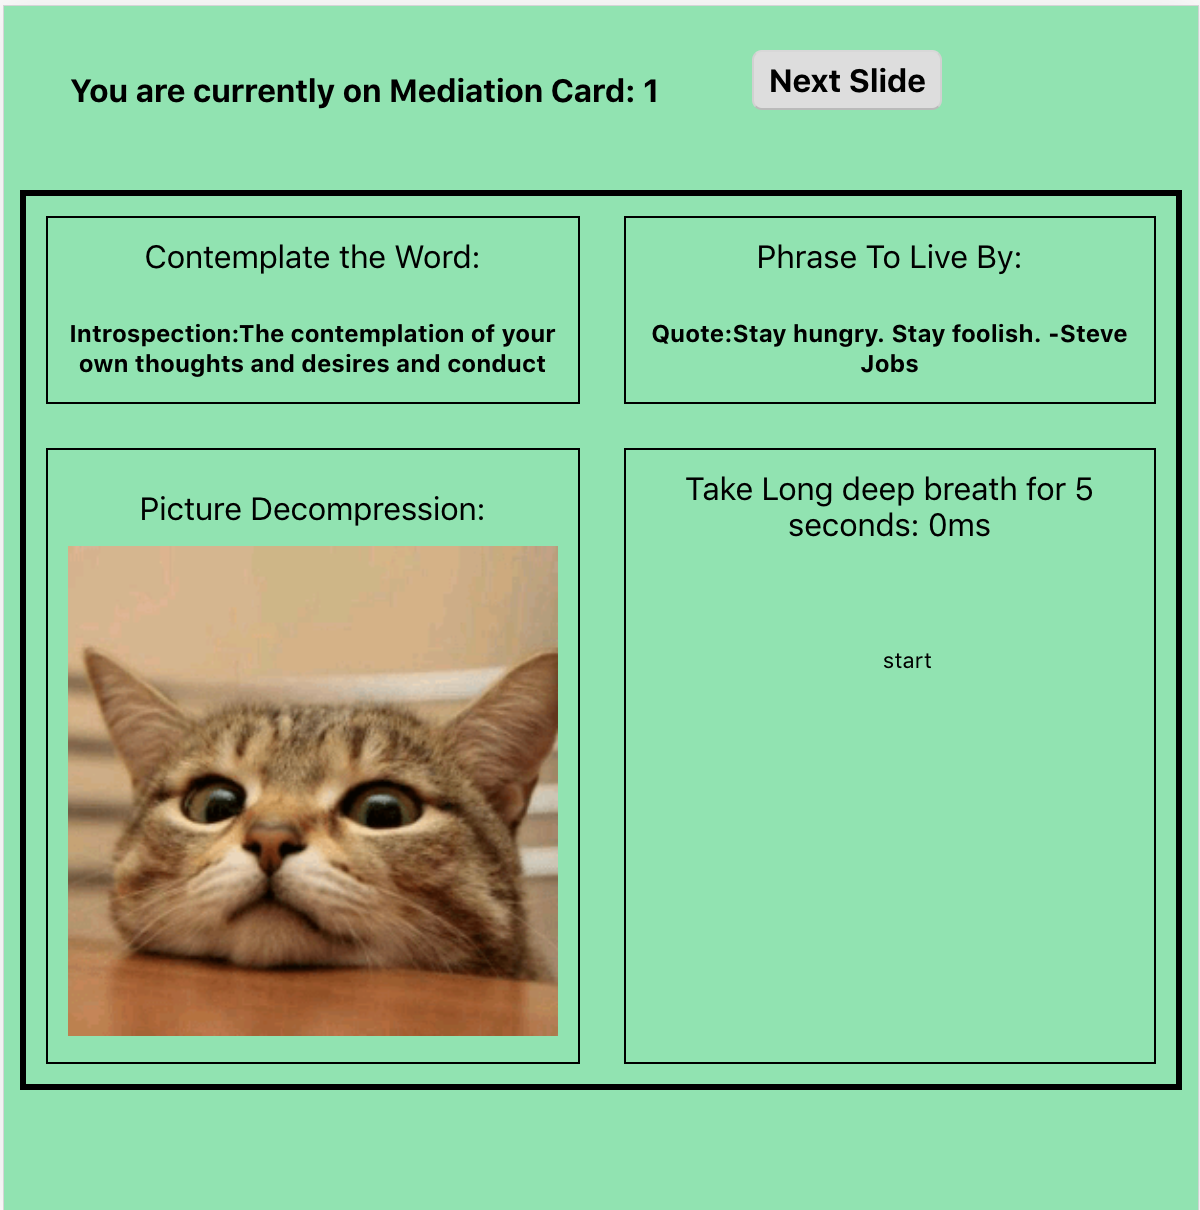 You are currently on Mediation Card: 1
Next Slide
Contemplate the Word:
Introspection:The contemplation of your
own thoughts and desires and conduct
Phrase To Live By:
Quote:Stay hungry. Stay foolish. -Steve
Jobs
Picture Decompression:
Take Long deep breath for 5
seconds: 0ms
start